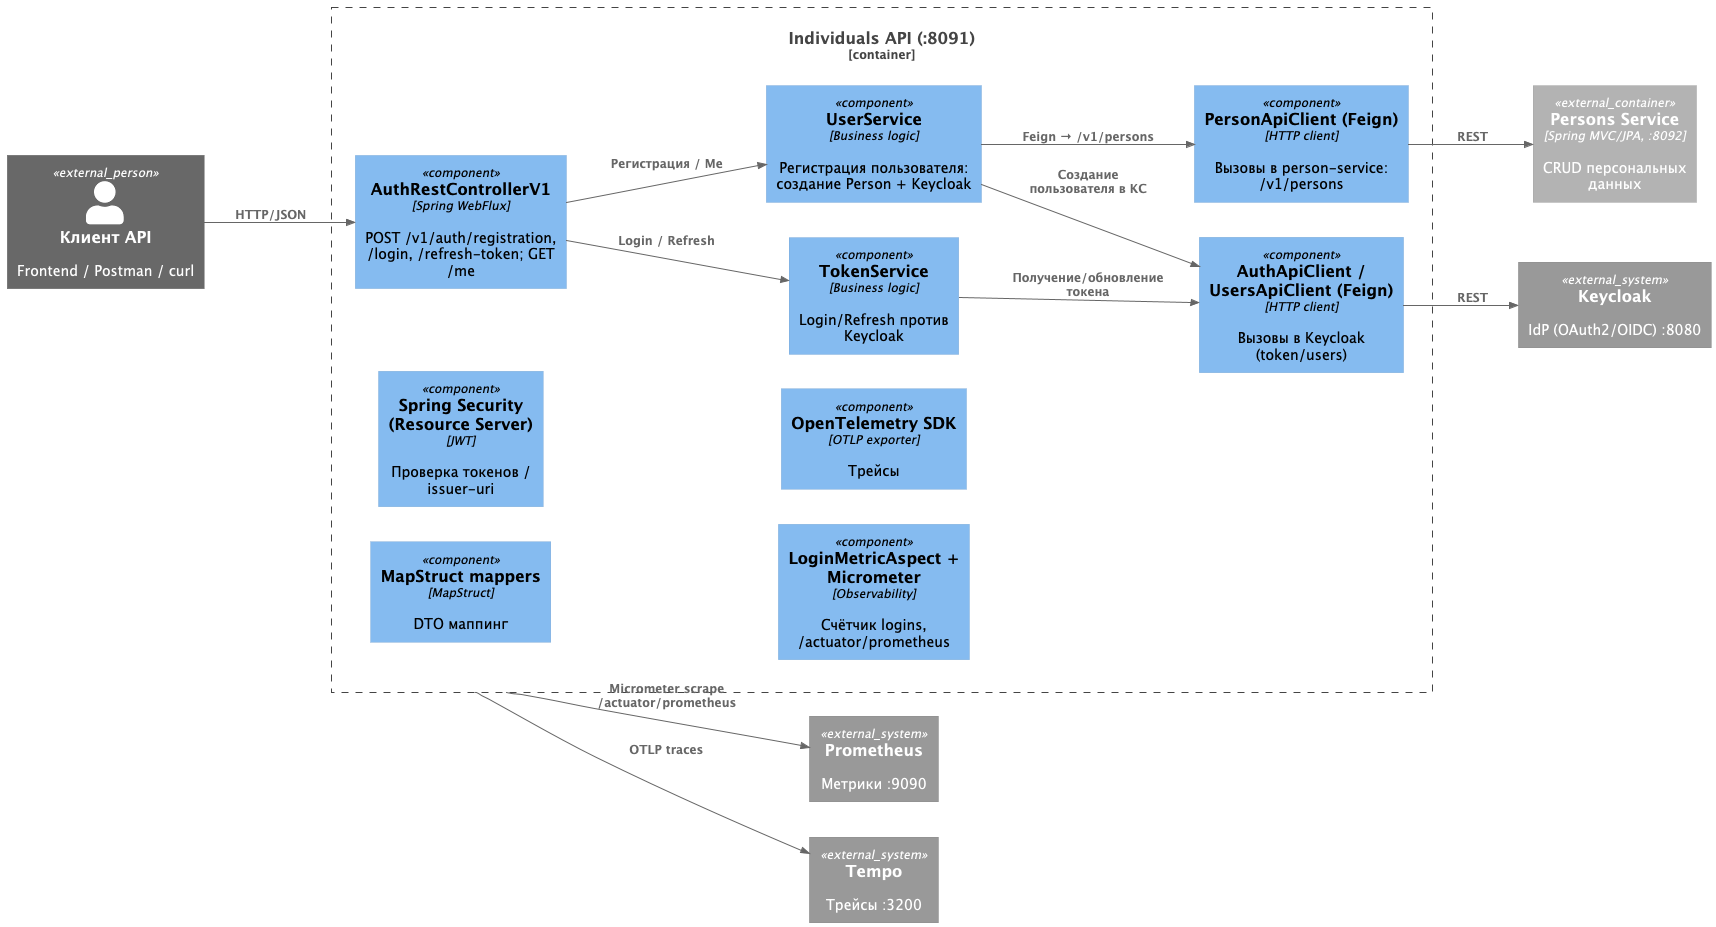 Individuals API (:8091)
[container]
«external_person»
Клиент API
Frontend / Postman / curl
HTTP/JSON
«component»
AuthRestControllerV1
[Spring WebFlux]
POST /v1/auth/registration,
/login, /refresh-token; GET
/me
Регистрация / Me
Login / Refresh
«component»
UserService
[Business logic]
Регистрация пользователя:
создание Person + Keycloak
«component»
TokenService
[Business logic]
Login/Refresh против
Keycloak
Feign → /v1/persons
Создание
пользователя в KC
Получение/обновление
токена
«component»
PersonApiClient (Feign)
[HTTP client]
Вызовы в person-service:
/v1/persons
«component»
AuthApiClient /
UsersApiClient (Feign)
[HTTP client]
Вызовы в Keycloak
(token/users)
REST
REST
«external_container»
Persons Service
[Spring MVC/JPA, :8092]
CRUD персональных
данных
«external_system»
Keycloak
IdP (OAuth2/OIDC) :8080
«component»
Spring Security
(Resource Server)
[JWT]
Проверка токенов /
issuer-uri
«component»
OpenTelemetry SDK
[OTLP exporter]
Трейсы
«component»
MapStruct mappers
[MapStruct]
DTO маппинг
«component»
LoginMetricAspect +
Micrometer
[Observability]
Счётчик logins,
/actuator/prometheus
Micrometer scrape
/actuator/prometheus
OTLP traces
«external_system»
Prometheus
Метрики :9090
«external_system»
Tempo
Трейсы :3200